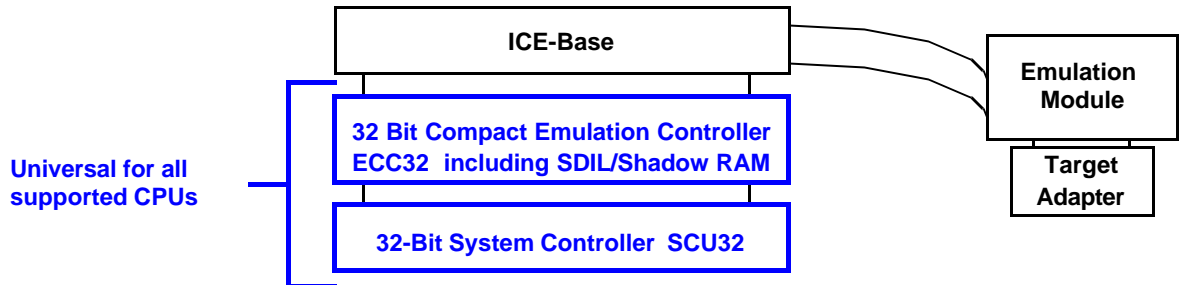 ICE-Base
Emulation
Module
32 Bit Compact Emulation Controller
ECC32 including SDIL/Shadow RAM
Universal for all
supported CPUs
Target
Adapter
32-Bit System Controller SCU32